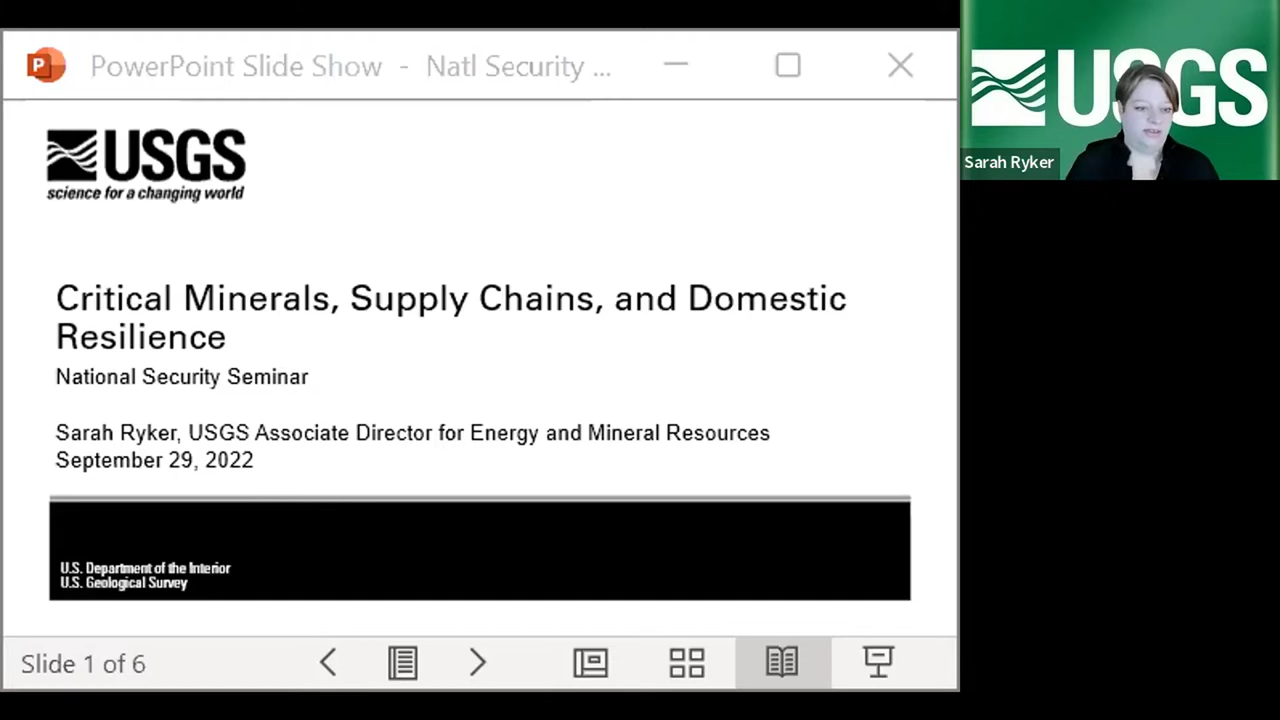 PowerPoint Slide Show - Natl Security ...
USGS
Sarah Ryker
USGS
science for a changing world
Critical Minerals, Supply Chains, and Domestic
Resilience
National Security Seminar
Sarah Ryker, USGS Associate Director for Energy and Mineral Resources
September 29, 2022
U.S. Department of the Interior
U.S. Geological Survey
Slide 1 of 6